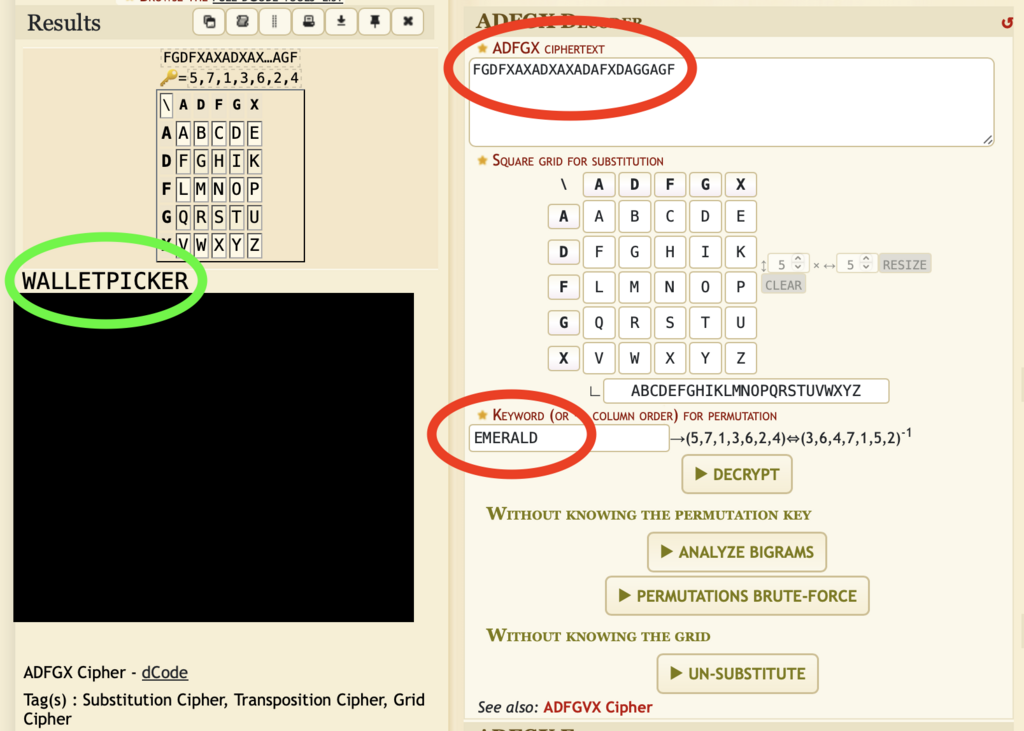 Results
FGDFXAXADXAX...AGF
🔑=5,7,1,3,6,2,4
\ A D F G X
A A B C D E
D F G H I K
F L M N O P
G Q R S T U
X V W X Y Z
WALLETPICKER
ADFGX Cipher - dCode
Tag(s) : Substitution Cipher, Transposition Cipher, Grid
Cipher
ADFGX Decoder
★ ADFGX ciphertext
FGDFXAXADXAXADAFXDAGGAGF
★ Square grid for substitution
\ A D F G X
A A B C D E
D F G H I K
F L M N O P
G Q R S T U
X V W X Y Z
↕ 5 × ↔ 5 RESIZE
CLEAR
∟ ABCDEFGHIKLMNOPQRSTUVWXYZ
★ Keyword (or column order) for permutation
EMERALD →(5,7,1,3,6,2,4)⇔(3,6,4,7,1,5,2)⁻¹
▶ DECRYPT
Without knowing the permutation key
▶ ANALYZE BIGRAMS
▶ PERMUTATIONS BRUTE-FORCE
Without knowing the grid
▶ UN-SUBSTITUTE
See also: ADFGVX Cipher